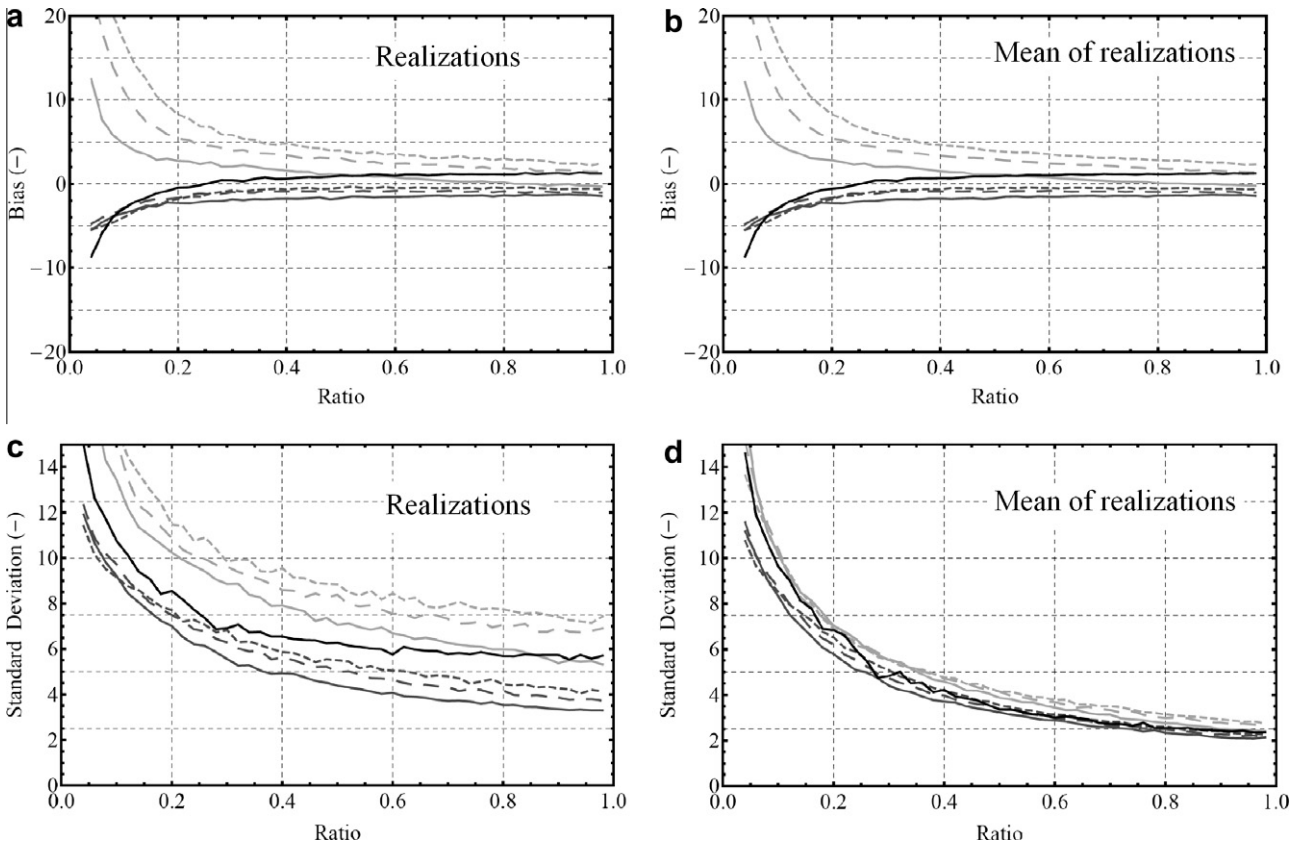 a
20
10
0
−10
−20
Bias (−)
Realizations
0.0 0.2 0.4 0.6 0.8 1.0
Ratio
b
20
10
0
−10
−20
Bias (−)
Mean of realizations
0.0 0.2 0.4 0.6 0.8 1.0
Ratio
c
14
12
10
8
6
4
2
0
Standard Deviation (−)
Realizations
0.0 0.2 0.4 0.6 0.8 1.0
Ratio
d
14
12
10
8
6
4
2
0
Standard Deviation (−)
Mean of realizations
0.0 0.2 0.4 0.6 0.8 1.0
Ratio